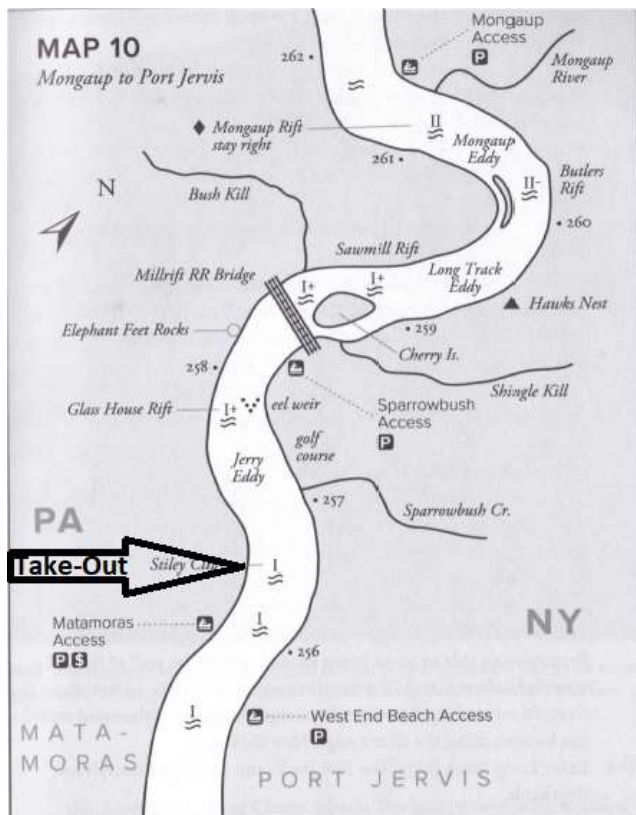 MAP 10
Mongaup to Port Jervis
262
Mongaup
Access
P
Mongaup
River
Mongaup Rift
stay right
II
Mongaup
Eddy
261
N
Bush Kill
Butlers
Rift
II-
260
Sawmill Rift
Long Track
Eddy
Millrift RR Bridge
I+
I+
Hawks Nest
259
Cherry Is.
Elephant Feet Rocks
258
Shingle Kill
Sparrowbush
Access
P
Glass House Rift
I+
eel weir
golf
course
Jerry
Eddy
257
Sparrowbush Cr.
PA
Take-Out
Stiley
I
NY
Matamoras
Access
P $
I
256
I
West End Beach Access
P
MATA-
MORAS
PORT JERVIS